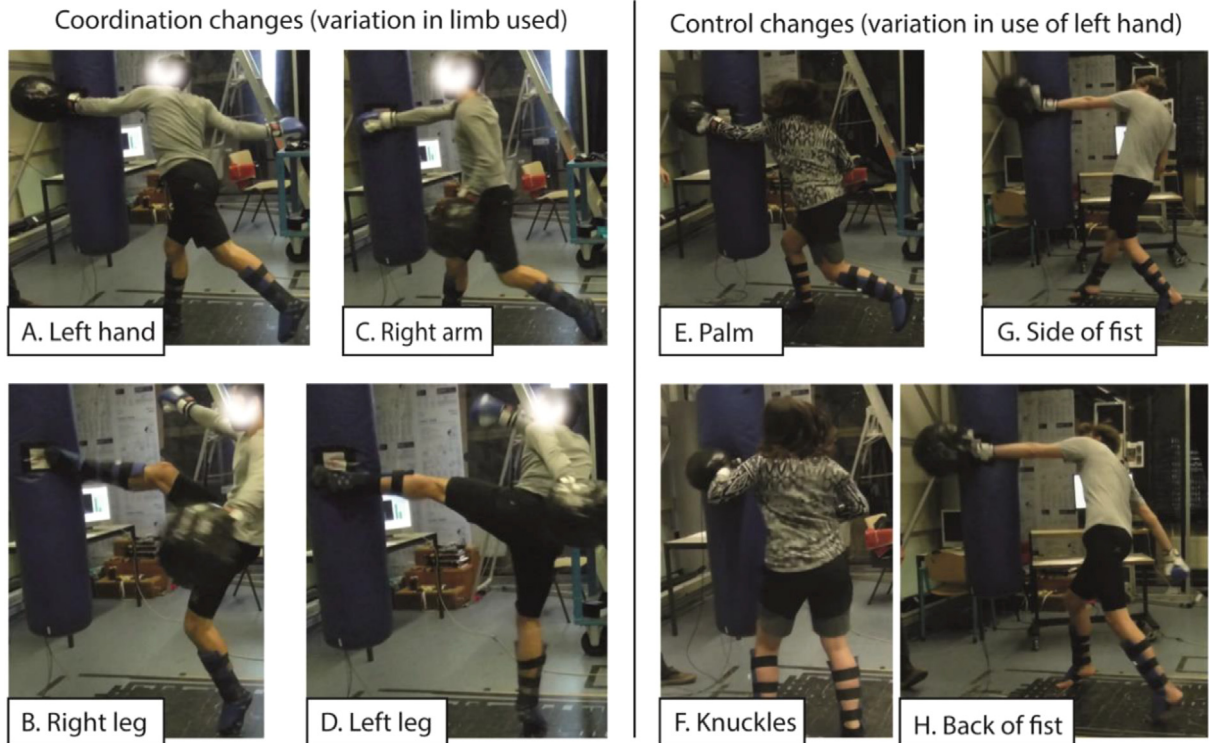 Coordination changes (variation in limb used)
A. Left hand
C. Right arm
B. Right leg
D. Left leg
Control changes (variation in use of left hand)
E. Palm
G. Side of fist
F. Knuckles
H. Back of fist